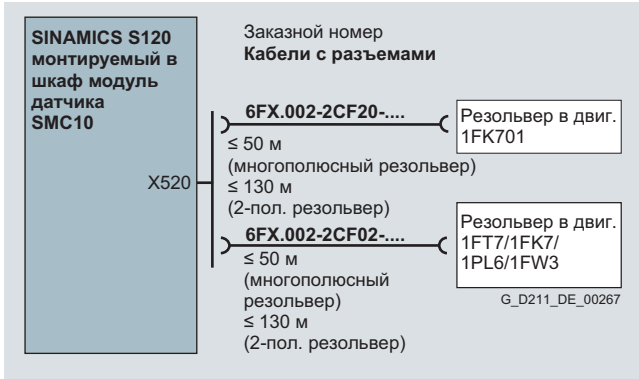 SINAMICS S120
монтируемый в
шкаф модуль
датчика
SMC10
X520
Заказной номер
Кабели с разъемами
6FX.002-2CF20-....
≤ 50 м
(многополюсный резольвер)
≤ 130 м
(2-пол. резольвер)
Резольвер в двиг.
1FK701
6FX.002-2CF02-....
≤ 50 м
(многополюсный
резольвер)
≤ 130 м
(2-пол. резольвер)
Резольвер в двиг.
1FT7/1FK7/
1PL6/1FW3
G_D211_DE_00267